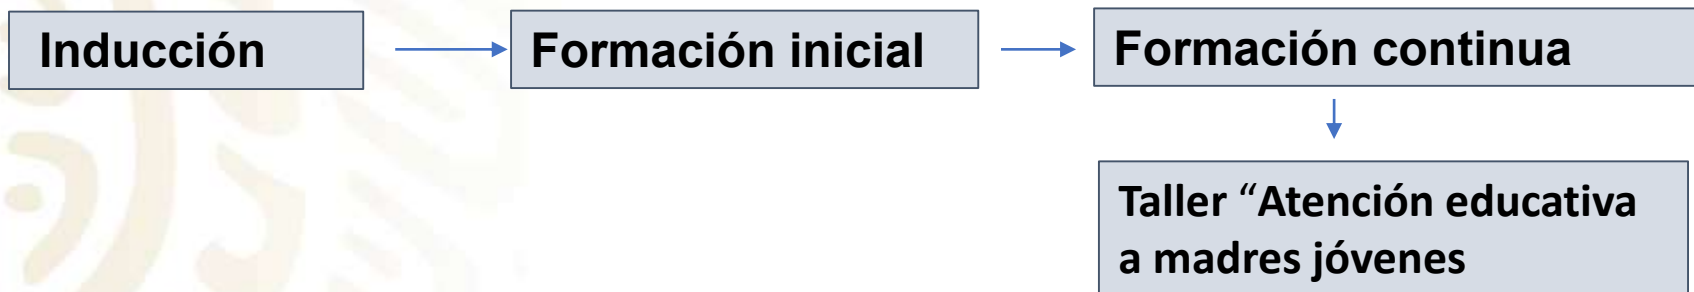 Inducción
Formación inicial
Formación continua
Taller “Atención educativa
a madres jóvenes